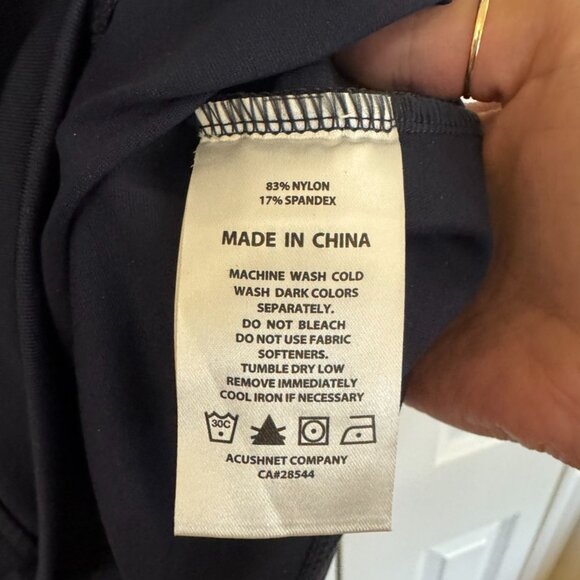 83% NYLON
17% SPANDEX
MADE IN CHINA
MACHINE WASH COLD
WASH DARK COLORS
SEPARATELY.
DO NOT BLEACH
DO NOT USE FABRIC
SOFTENERS.
TUMBLE DRY LOW
REMOVE IMMEDIATELY
COOL IRON IF NECESSARY
30C
ACUSHNET COMPANY
CA#28544